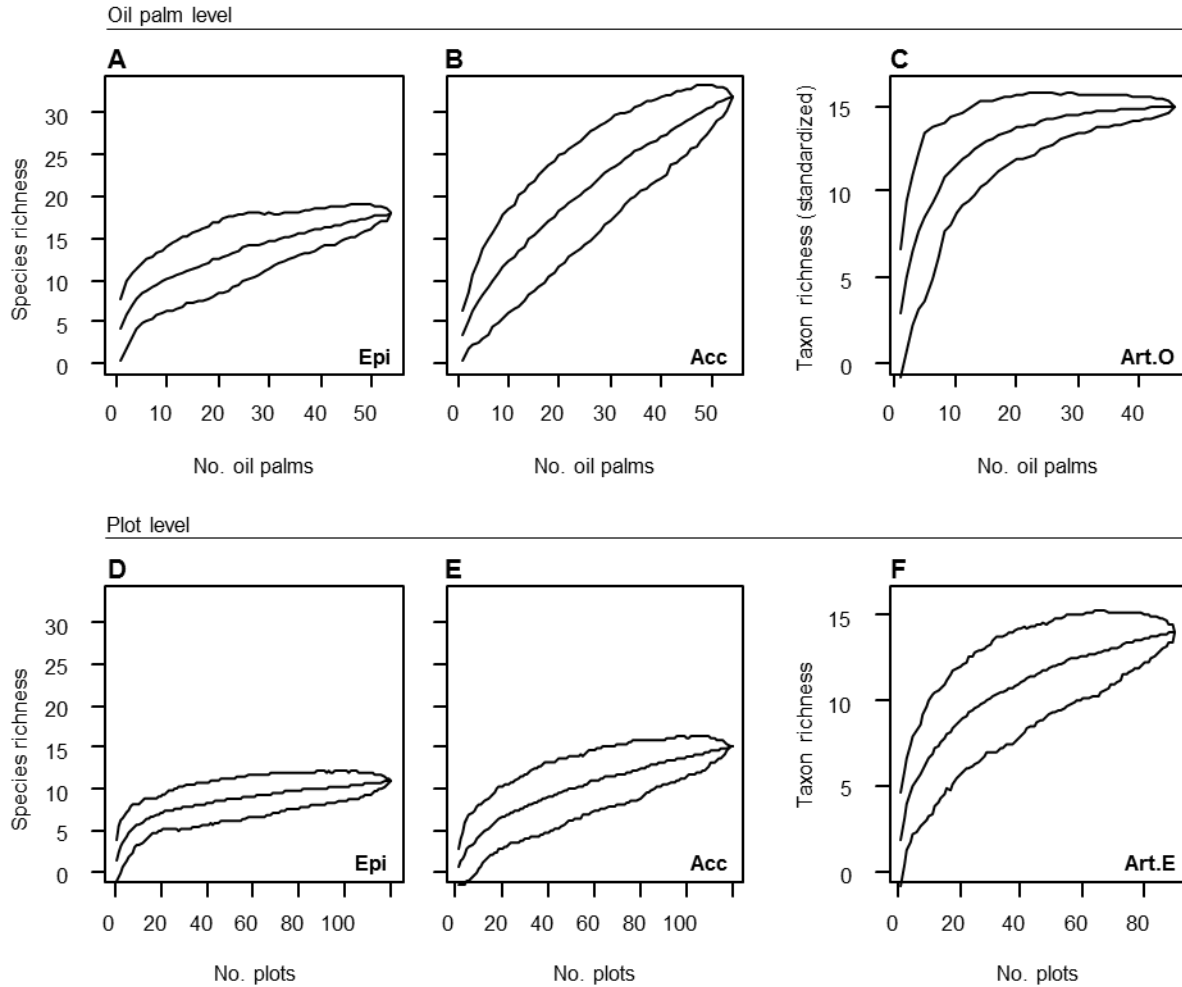 Oil palm level
A B C
Species richness
30
25
20
15
10
5
0
Epi
0 10 20 30 40 50
No. oil palms
Acc
0 10 20 30 40 50
No. oil palms
Taxon richness (standardized)
15
10
5
0
Art.O
0 10 20 30 40
No. oil palms
Plot level
D E F
Species richness
30
25
20
15
10
5
0
Epi
0 20 40 60 80 100
No. plots
Acc
0 20 40 60 80 100
No. plots
Taxon richness
15
10
5
0
Art.E
0 20 40 60 80
No. plots